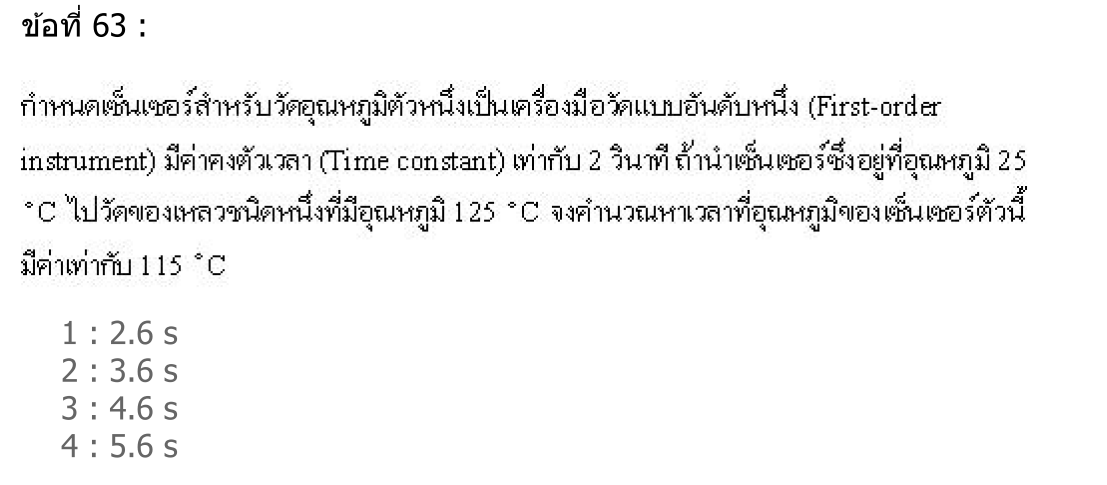 ข้อที่ 63 :
กำหนดเซ็นเซอร์สำหรับวัดอุณหภูมิตัวหนึ่งเป็นเครื่องมือวัดแบบอันดับหนึ่ง (First-order
instrument) มีค่าคงตัวเวลา (Time constant) เท่ากับ 2 วินาที ถ้านำเซ็นเซอร์ซึ่งอยู่ที่อุณหภูมิ 25
°C ไปวัดของเหลวชนิดหนึ่งที่มีอุณหภูมิ 125 °C จงคำนวณหาเวลาที่อุณหภูมิของเซ็นเซอร์ตัวนี้
มีค่าเท่ากับ 115 °C
1 : 2.6 s
2 : 3.6 s
3 : 4.6 s
4 : 5.6 s